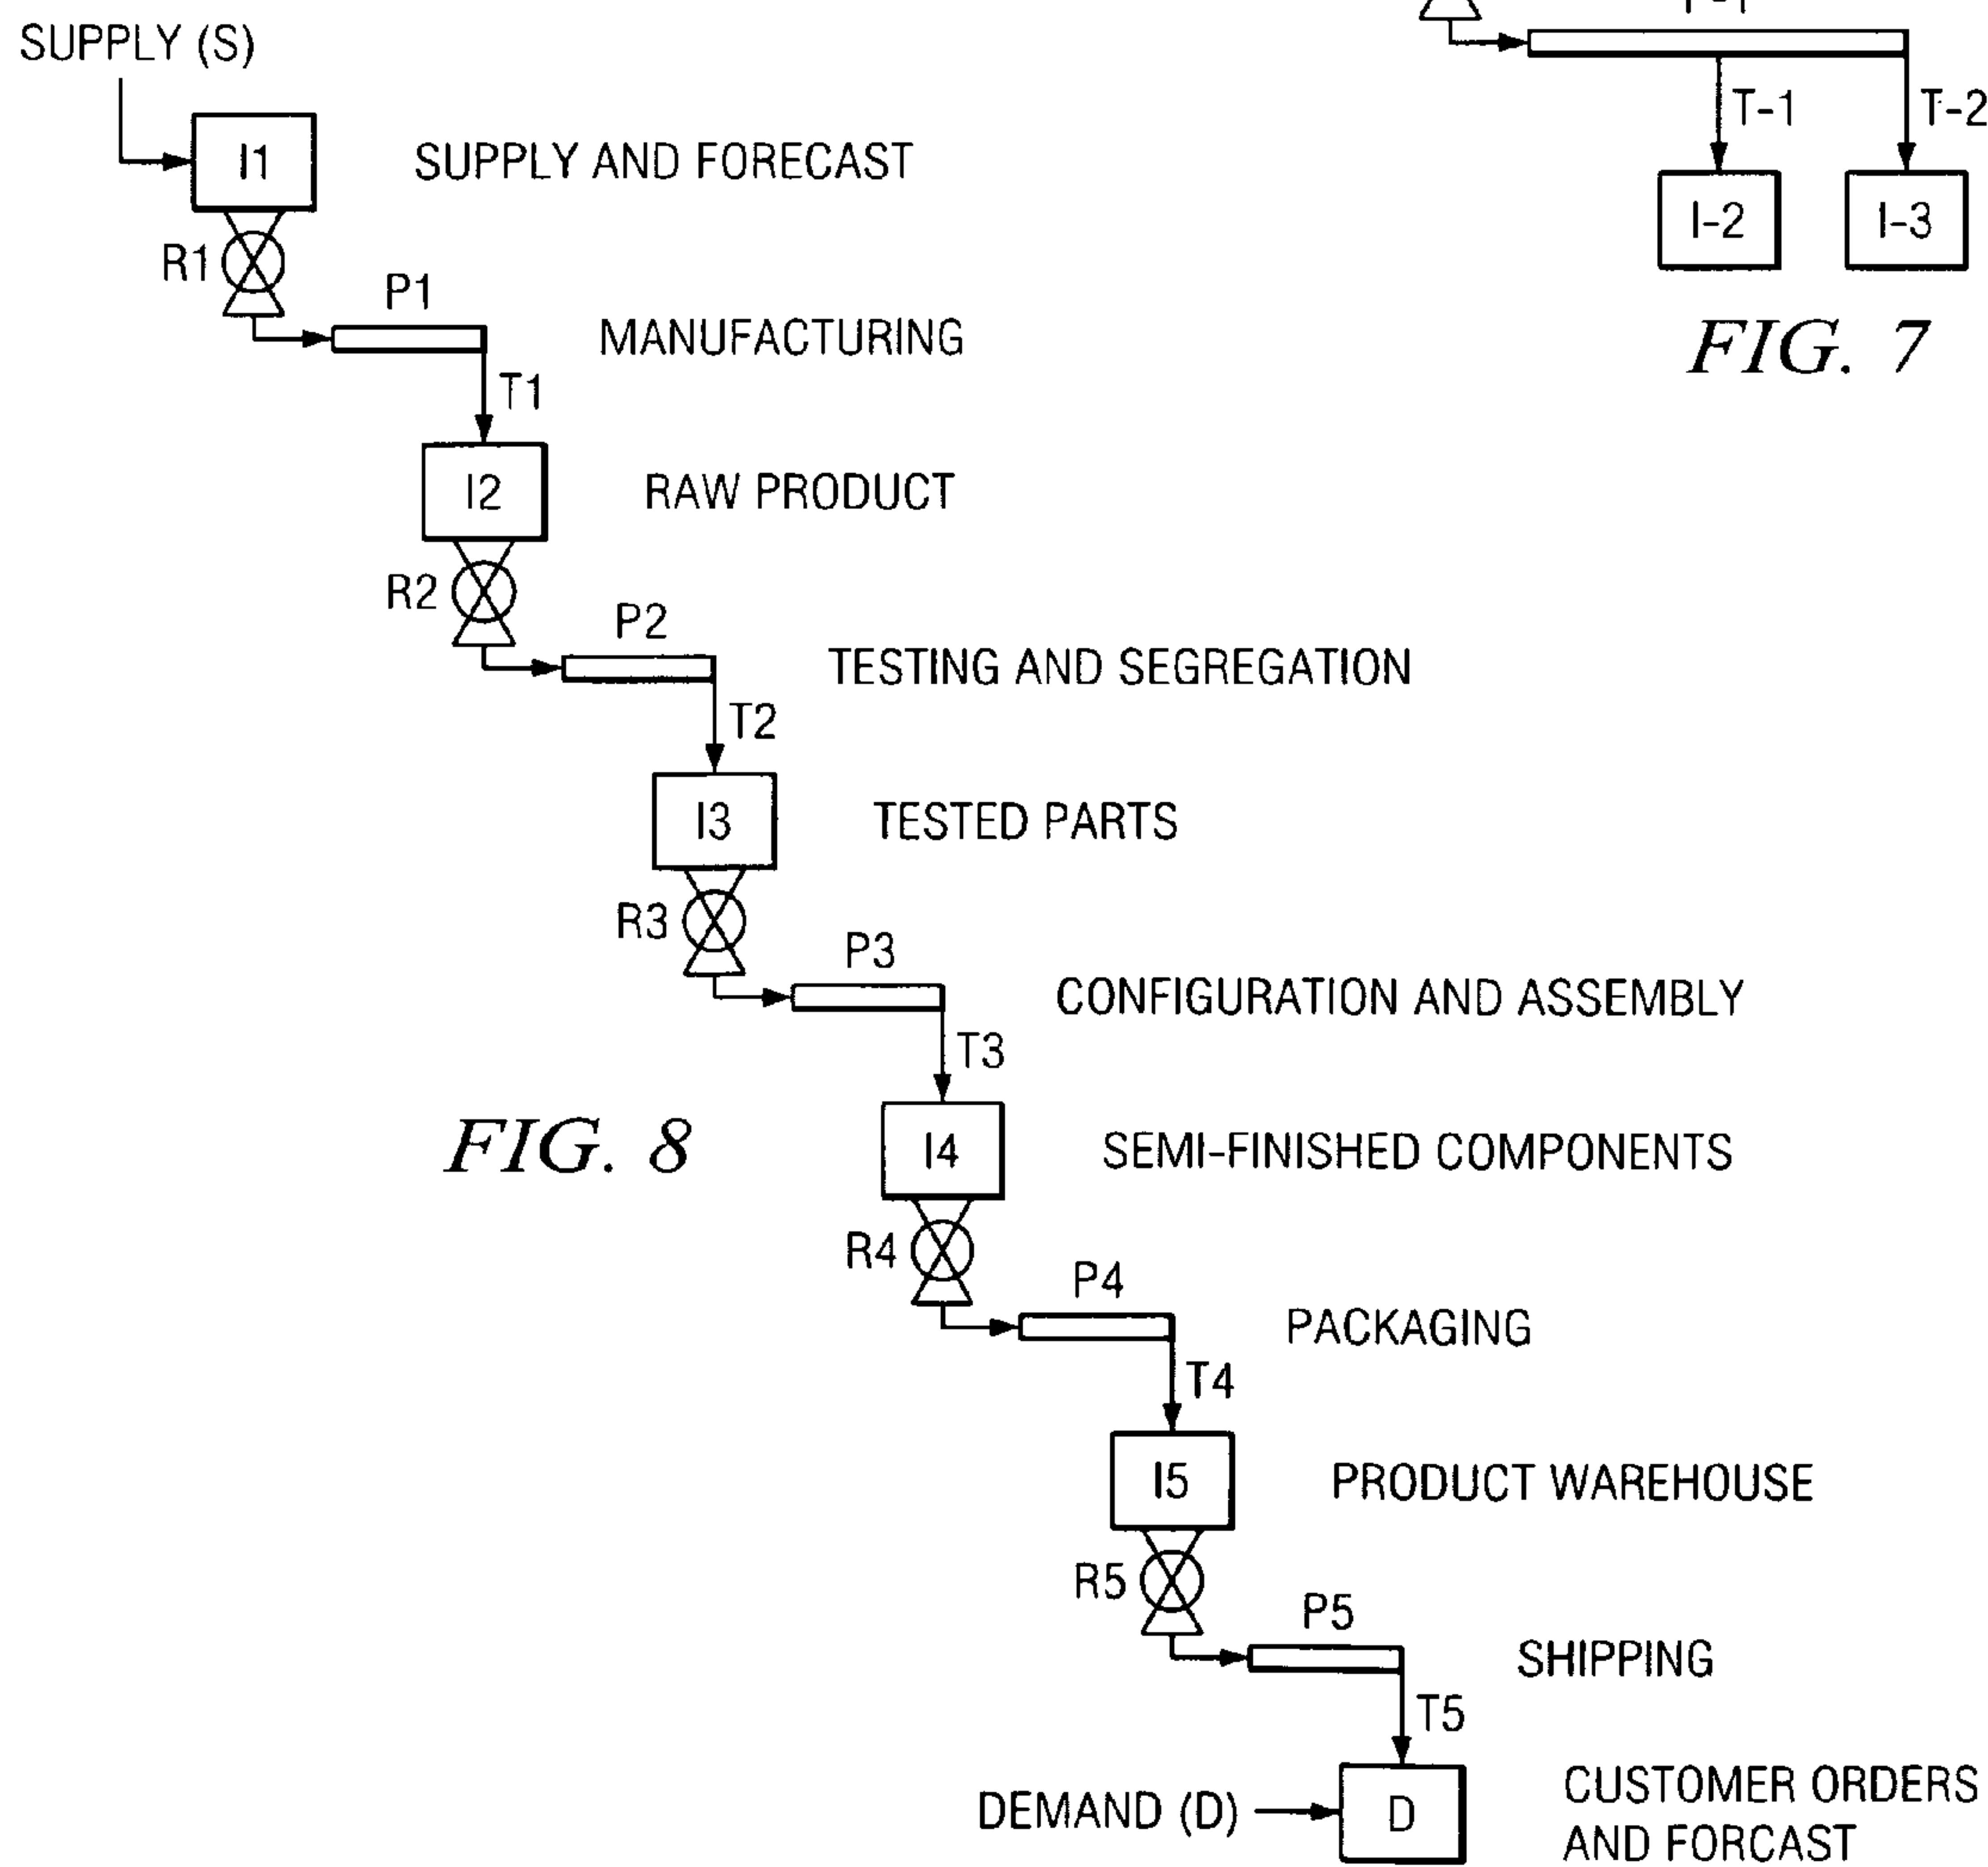 SUPPLY (S)
I1
SUPPLY AND FORECAST
R1
P1
MANUFACTURING
T1
I2
RAW PRODUCT
R2
P2
TESTING AND SEGREGATION
T2
I3
TESTED PARTS
R3
P3
CONFIGURATION AND ASSEMBLY
T3
FIG. 8
I4
SEMI-FINISHED COMPONENTS
R4
P4
PACKAGING
T4
I5
PRODUCT WAREHOUSE
R5
P5
SHIPPING
T5
DEMAND (D)
D
CUSTOMER ORDERS
AND FORCAST
T-1
T-2
I-2
I-3
FIG. 7